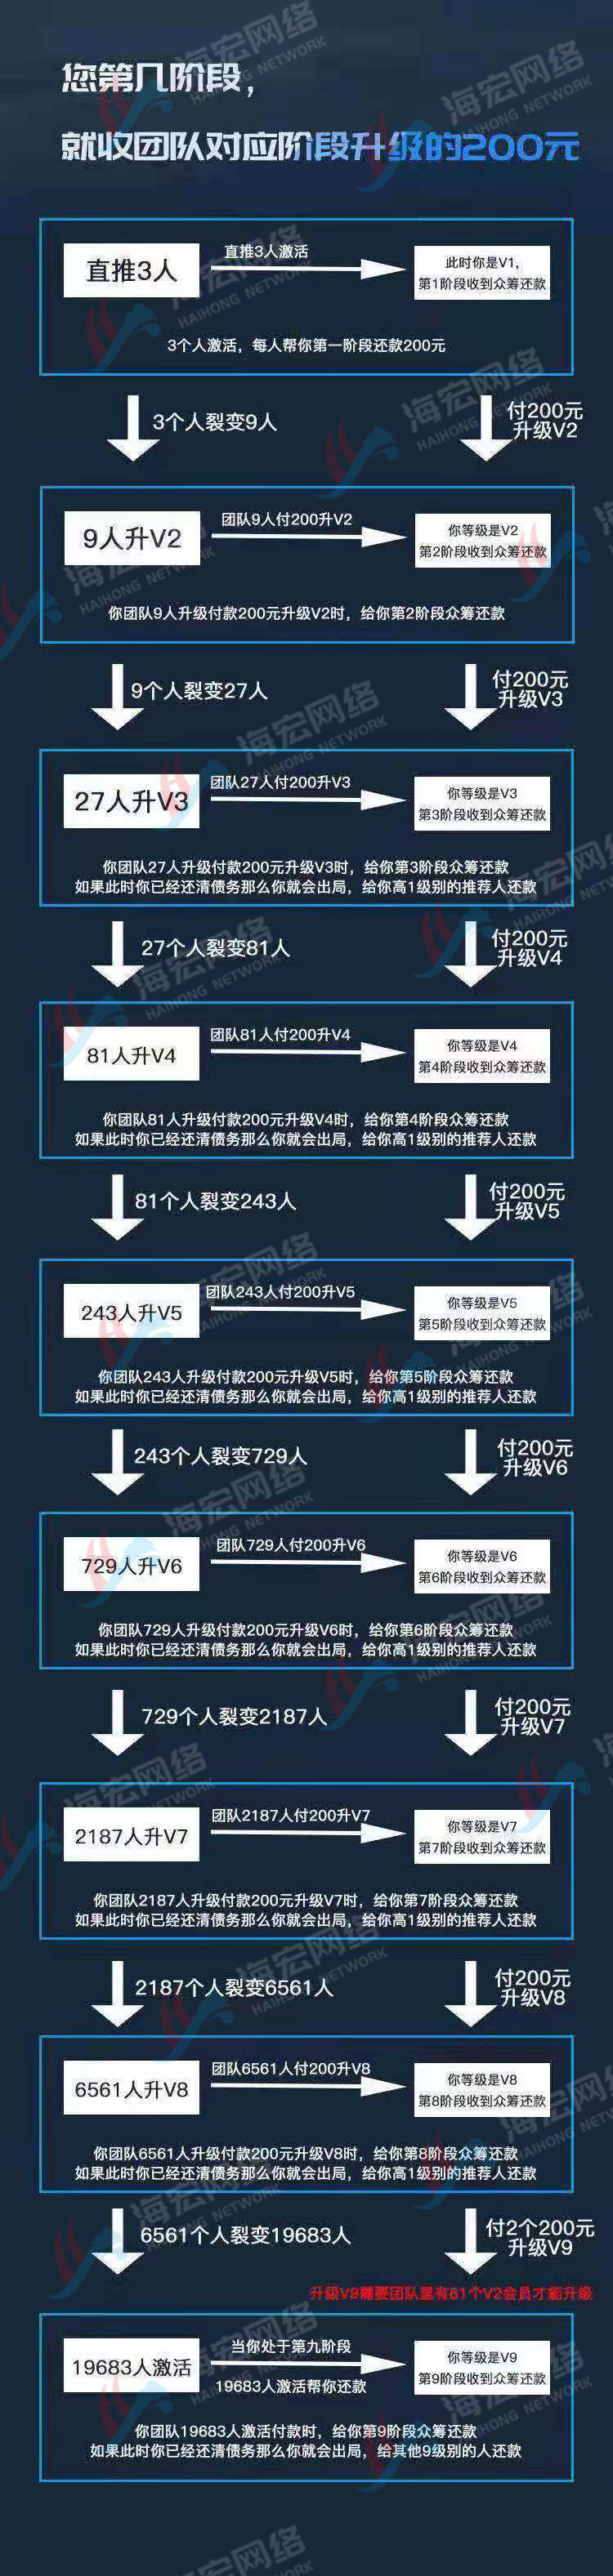 您第几阶段，
就收团队对应阶段升级的200元
直推3人
直推3人激活
此时你是V1，
第1阶段收到众筹还款
3个人激活，每人帮你第一阶段还款200元
3个人裂变9人
付200元
升级V2
9人升V2
团队9人付200升V2
你等级是V2
第2阶段收到众筹还款
你团队9人升级付款200元升级V2时，给你第2阶段众筹还款
9个人裂变27人
付200元
升级V3
27人升V3
团队27人付200升V3
你等级是V3
第3阶段收到众筹还款
你团队27人升级付款200元升级V3时，给你第3阶段众筹还款
如果此时你已经还清债务那么你就会出局，给你高1级别的推荐人还款
27个人裂变81人
付200元
升级V4
81人升V4
团队81人付200升V4
你等级是V4
第4阶段收到众筹还款
你团队81人升级付款200元升级V4时，给你第4阶段众筹还款
如果此时你已经还清债务那么你就会出局，给你高1级别的推荐人还款
81个人裂变243人
付200元
升级V5
243人升V5
团队243人付200升V5
你等级是V5
第5阶段收到众筹还款
你团队243人升级付款200元升级V5时，给你第5阶段众筹还款
如果此时你已经还清债务那么你就会出局，给你高1级别的推荐人还款
243个人裂变729人
付200元
升级V6
729人升V6
团队729人付200升V6
你等级是V6
第6阶段收到众筹还款
你团队729人升级付款200元升级V6时，给你第6阶段众筹还款
如果此时你已经还清债务那么你就会出局，给你高1级别的推荐人还款
729个人裂变2187人
付200元
升级V7
2187人升V7
团队2187人付200升V7
你等级是V7
第7阶段收到众筹还款
你团队2187人升级付款200元升级V7时，给你第7阶段众筹还款
如果此时你已经还清债务那么你就会出局，给你高1级别的推荐人还款
2187个人裂变6561人
付200元
升级V8
6561人升V8
团队6561人付200升V8
你等级是V8
第8阶段收到众筹还款
你团队6561人升级付款200元升级V8时，给你第8阶段众筹还款
如果此时你已经还清债务那么你就会出局，给你高1级别的推荐人还款
6561个人裂变19683人
付2个200元
升级V9
升级V9需要团队里有81个V2会员才能升级
19683人激活
当你处于第九阶段
19683人激活帮你还款
你等级是V9
第9阶段收到众筹还款
你团队19683人激活付款时，给你第9阶段众筹还款
如果此时你已经还清债务那么你就会出局，给其他9级别的人还款
海宏网络
HAIHONG NETWORK